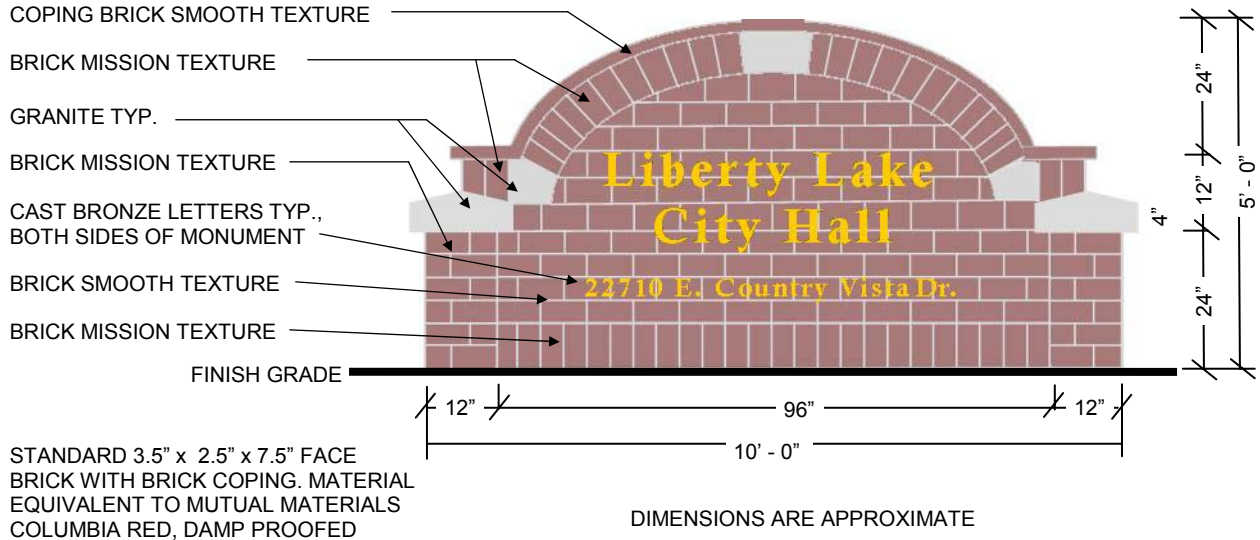 COPING BRICK SMOOTH TEXTURE
BRICK MISSION TEXTURE
GRANITE TYP.
BRICK MISSION TEXTURE
CAST BRONZE LETTERS TYP.,
BOTH SIDES OF MONUMENT
BRICK SMOOTH TEXTURE
BRICK MISSION TEXTURE
FINISH GRADE
Liberty Lake
City Hall
22710 E. Country Vista Dr.
24”
12”
4”
24”
5’ - 0”
12”
96”
12”
10’ - 0”
STANDARD 3.5” x 2.5” x 7.5” FACE
BRICK WITH BRICK COPING. MATERIAL
EQUIVALENT TO MUTUAL MATERIALS
COLUMBIA RED, DAMP PROOFED
DIMENSIONS ARE APPROXIMATE